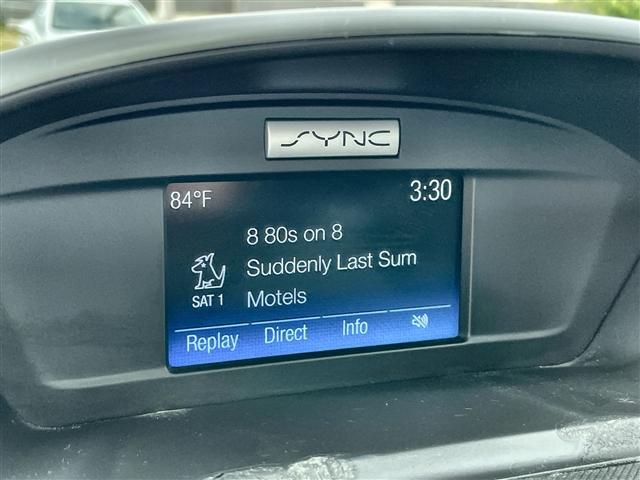 SYNC
84°F 3:30
8 80s on 8
Suddenly Last Sum
SAT 1 Motels
Replay Direct Info